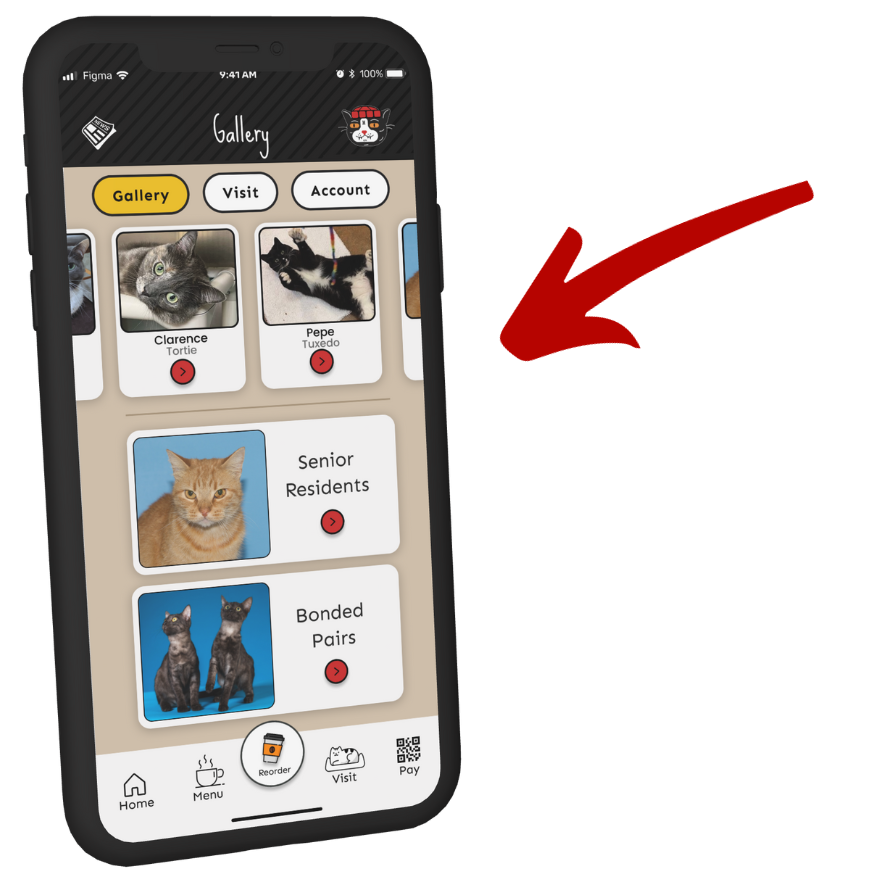 Figma
9:41 AM
100%
NEWS
Gallery
Gallery
Visit
Account
Clarence
Tortie
Pepe
Tuxedo
Senior
Residents
Bonded
Pairs
Home
Menu
Reorder
Visit
Pay